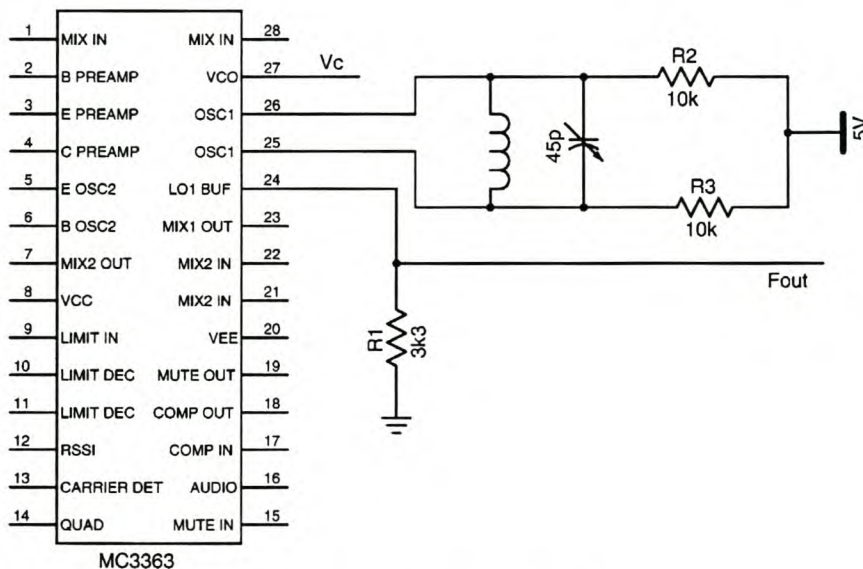 1 MIX IN MIX IN 28
2 B PREAMP VCO 27 Vc
3 E PREAMP OSC1 26
4 C PREAMP OSC1 25
5 E OSC2 LO1 BUF 24
6 B OSC2 MIX1 OUT 23
7 MIX2 OUT MIX2 IN 22
8 VCC MIX2 IN 21
9 LIMIT IN VEE 20
10 LIMIT DEC MUTE OUT 19
11 LIMIT DEC COMP OUT 18
12 RSSI COMP IN 17
13 CARRIER DET AUDIO 16
14 QUAD MUTE IN 15
MC3363
R2
10k
45p
5V
R3
10k
Fout
R1
3k3